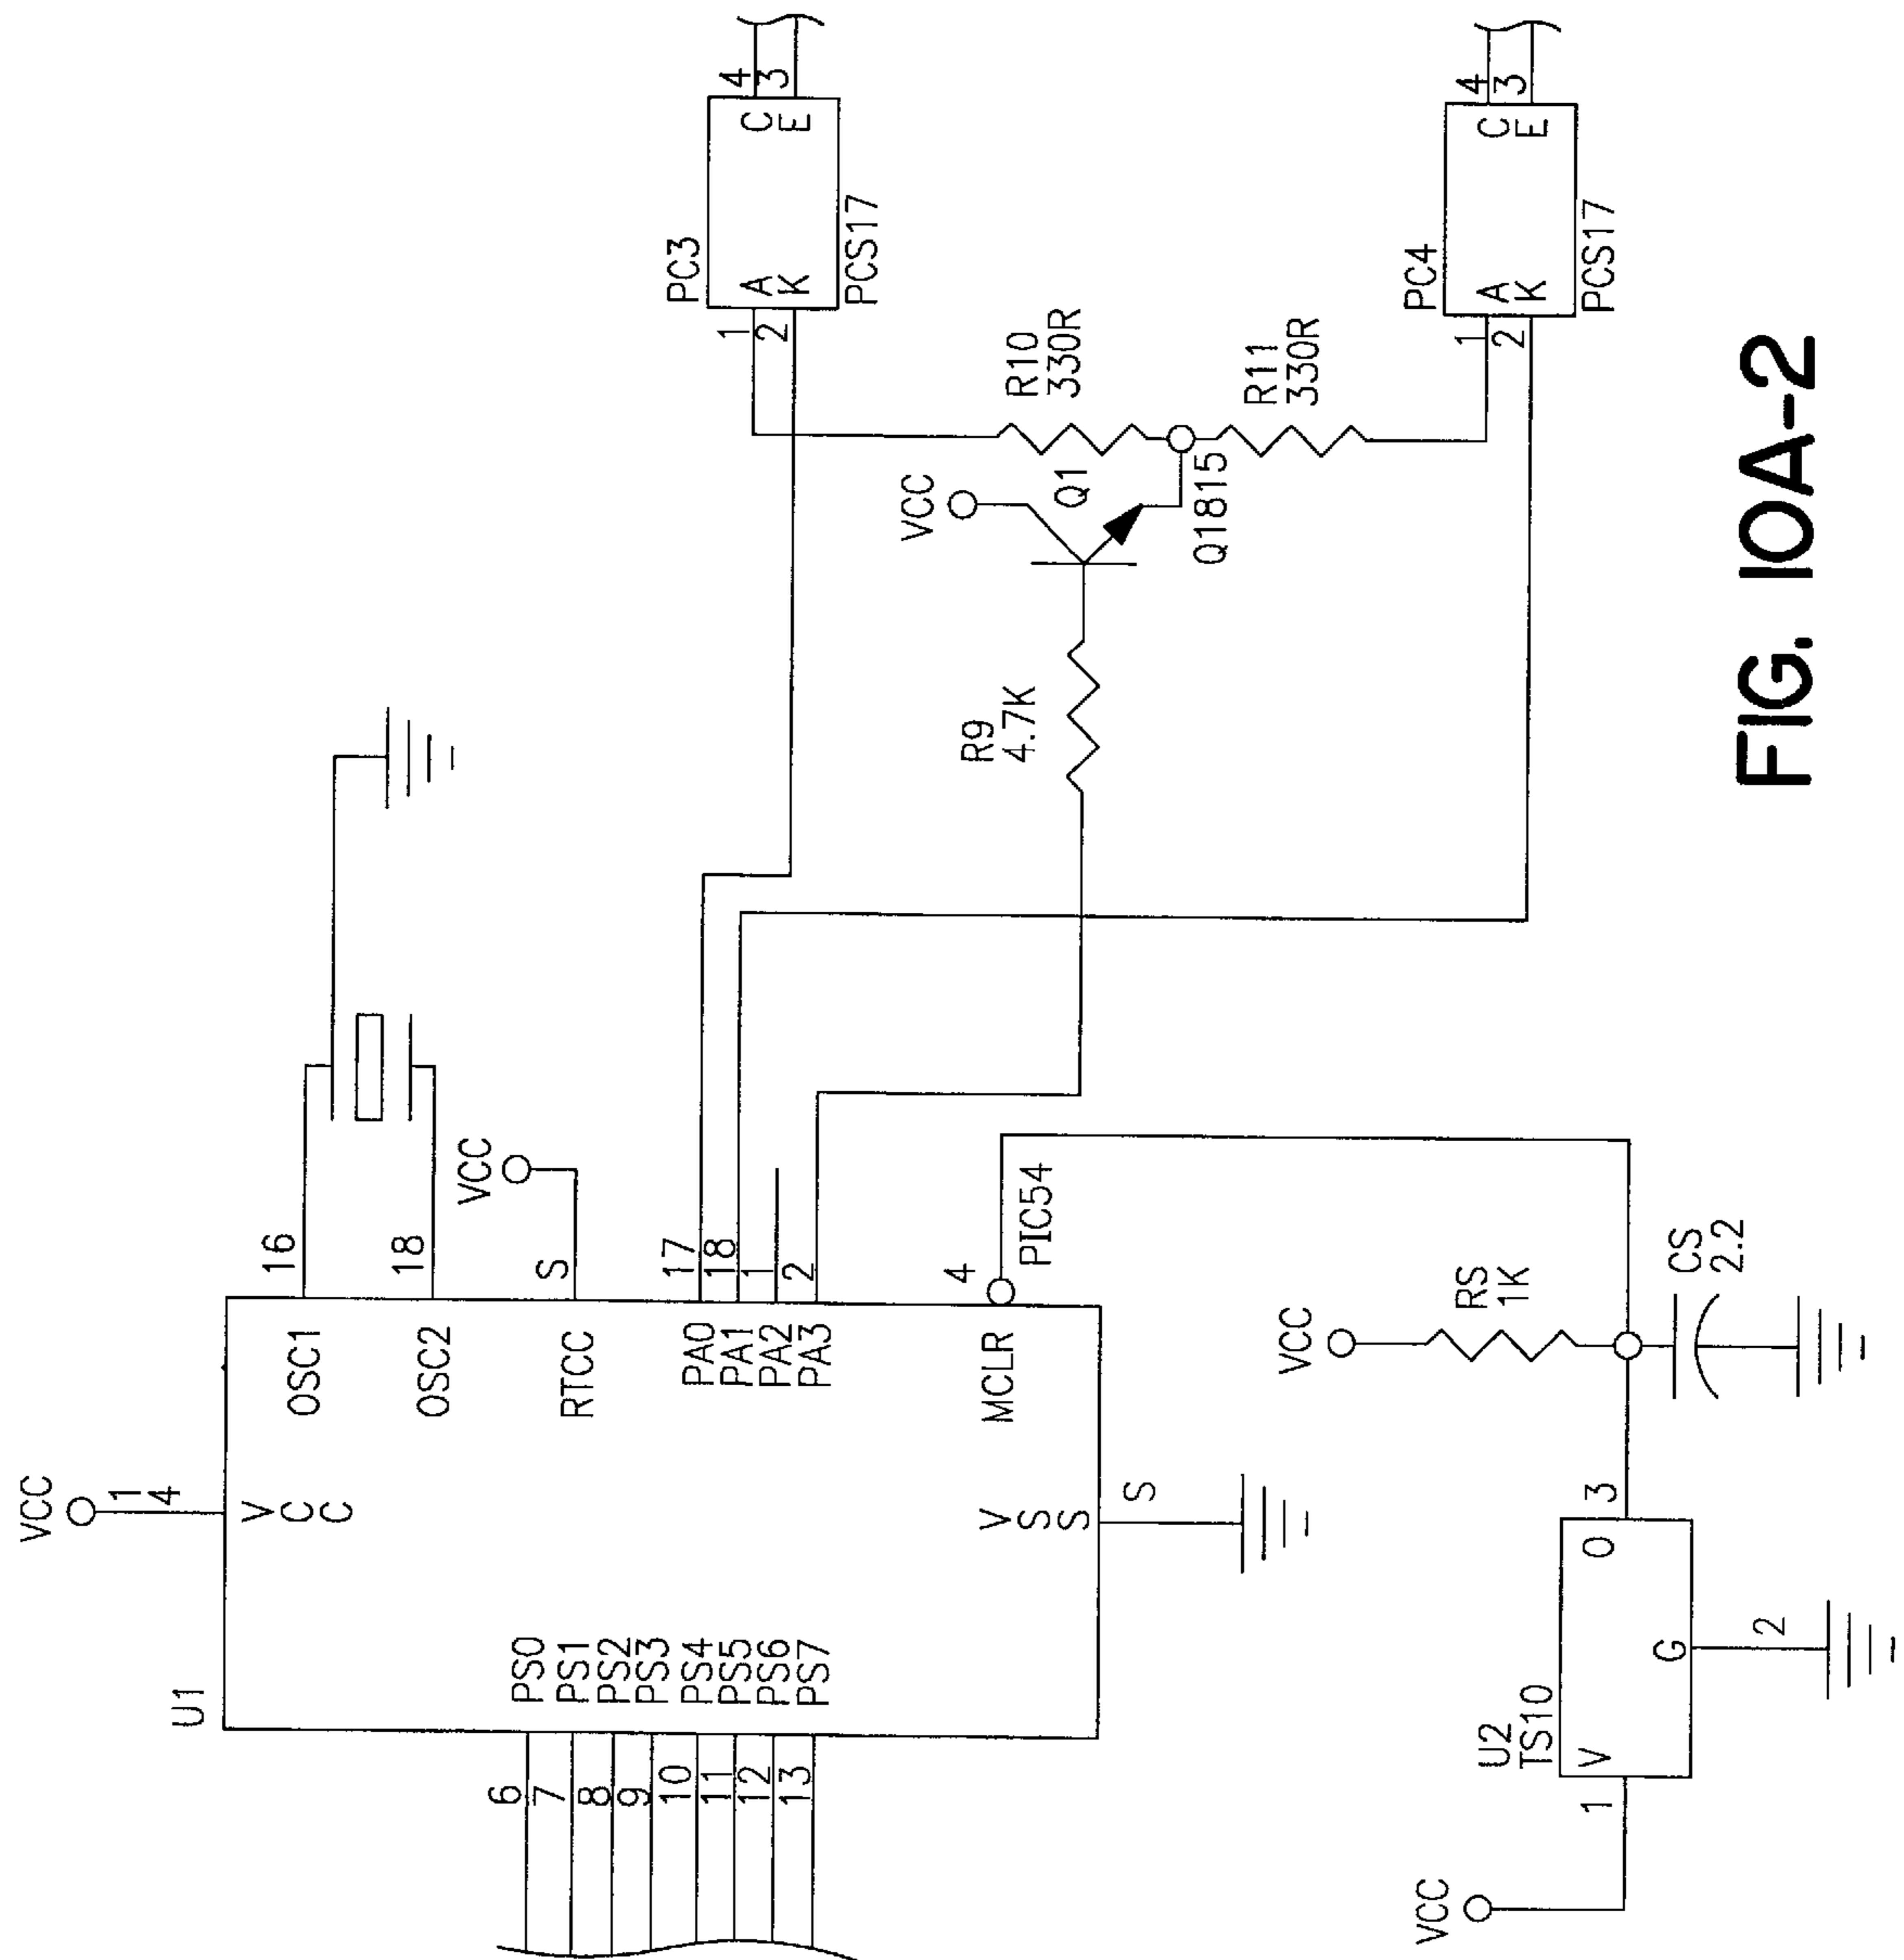 VCC
1
4
U1
V
C
C
OSC1
16
OSC2
18
VCC
RTCC
S
PA0
17
PA1
18
PA2
1
PA3
2
MCLR
4
PIC54
PS0
6
PS1
7
PS2
8
PS3
9
PS4
10
PS5
11
PS6
12
PS7
13
V
S
S
S
PC3
1
A
C
4
2
K
E
3
PCS17
R10
330R
VCC
Q1
Q1815
R9
4.7K
R11
330R
PC4
1
A
C
4
2
K
E
3
PCS17
VCC
RS
1K
CS
2.2
U2
TS10
VCC
1
V
O
3
G
2
FIG. 10A-2